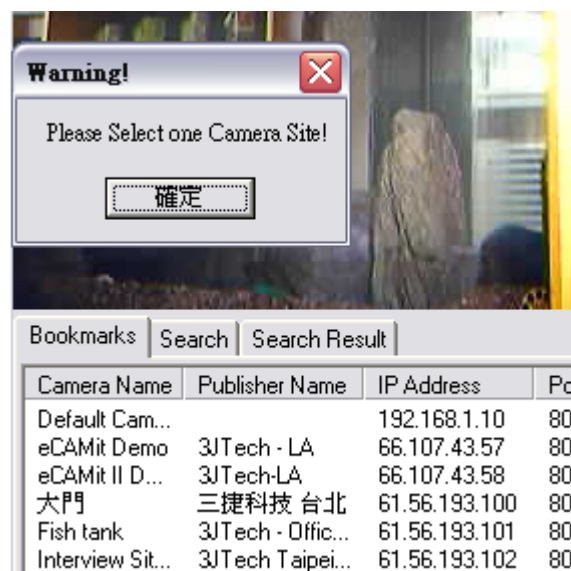 Warning!
Please Select one Camera Site!
確定
Bookmarks Search Search Result
Camera Name Publisher Name IP Address
Default Cam... 192.168.1.10 80
eCAMit Demo 3JTech - LA 66.107.43.57 80
eCAMit II D... 3JTech-LA 66.107.43.58 80
大門 三捷科技 台北 61.56.193.100 80
Fish tank 3JTech - Offic... 61.56.193.101 80
Interview Sit... 3JTech Taipei... 61.56.193.102 80